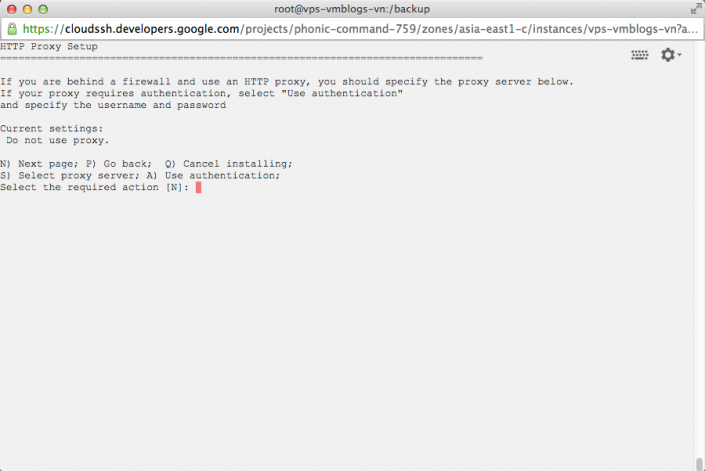 root@vps-vmblogs-vn:/backup
https://cloudssh.developers.google.com/projects/phonic-command-759/zones/asia-east1-c/instances/vps-vmblogs-vn?a...
HTTP Proxy Setup
================================================================================
If you are behind a firewall and use an HTTP proxy, you should specify the proxy server below.
If your proxy requires authentication, select "Use authentication"
and specify the username and password
Current settings:
Do not use proxy.
N) Next page; P) Go back; Q) Cancel installing;
S) Select proxy server; A) Use authentication;
Select the required action [N]: